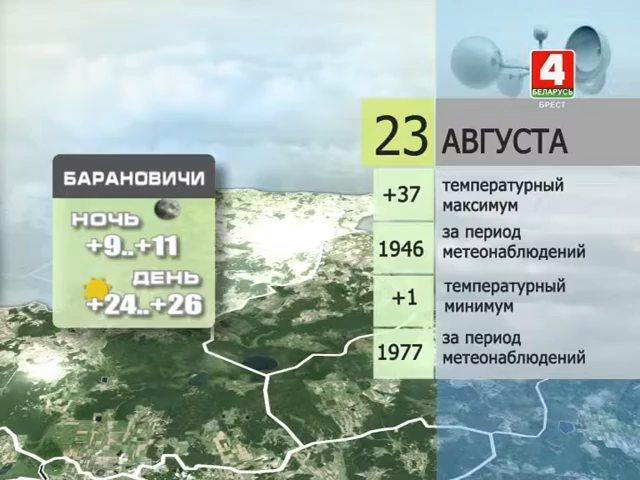 4
БЕЛАРУСЬ
БРЕСТ
23 АВГУСТА
БАРАНОВИЧИ
НОЧЬ
+9..+11
ДЕНЬ
+24..+26
+37 температурный
максимум
1946 за период
метеонаблюдений
+1 температурный
минимум
1977 за период
метеонаблюдений